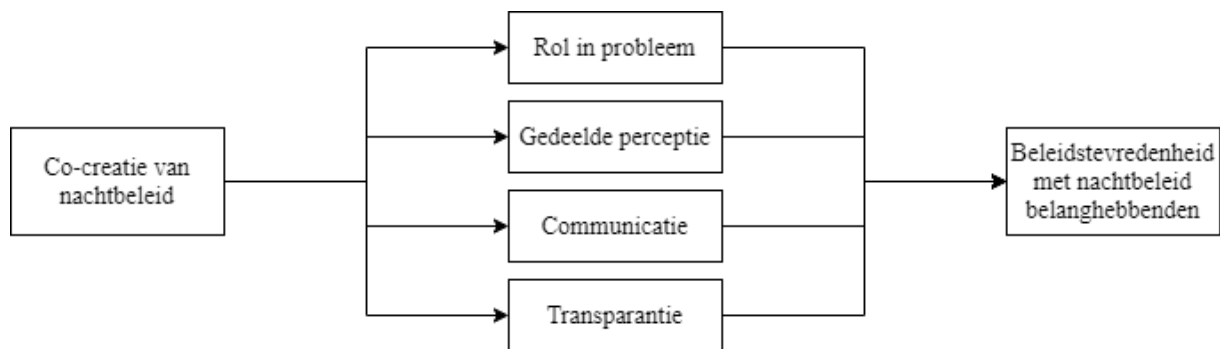 Co-creatie van
nachtbeleid
Rol in probleem
Gedeelde perceptie
Communicatie
Transparantie
Beleidstevredenheid
met nachtbeleid
belanghebbenden